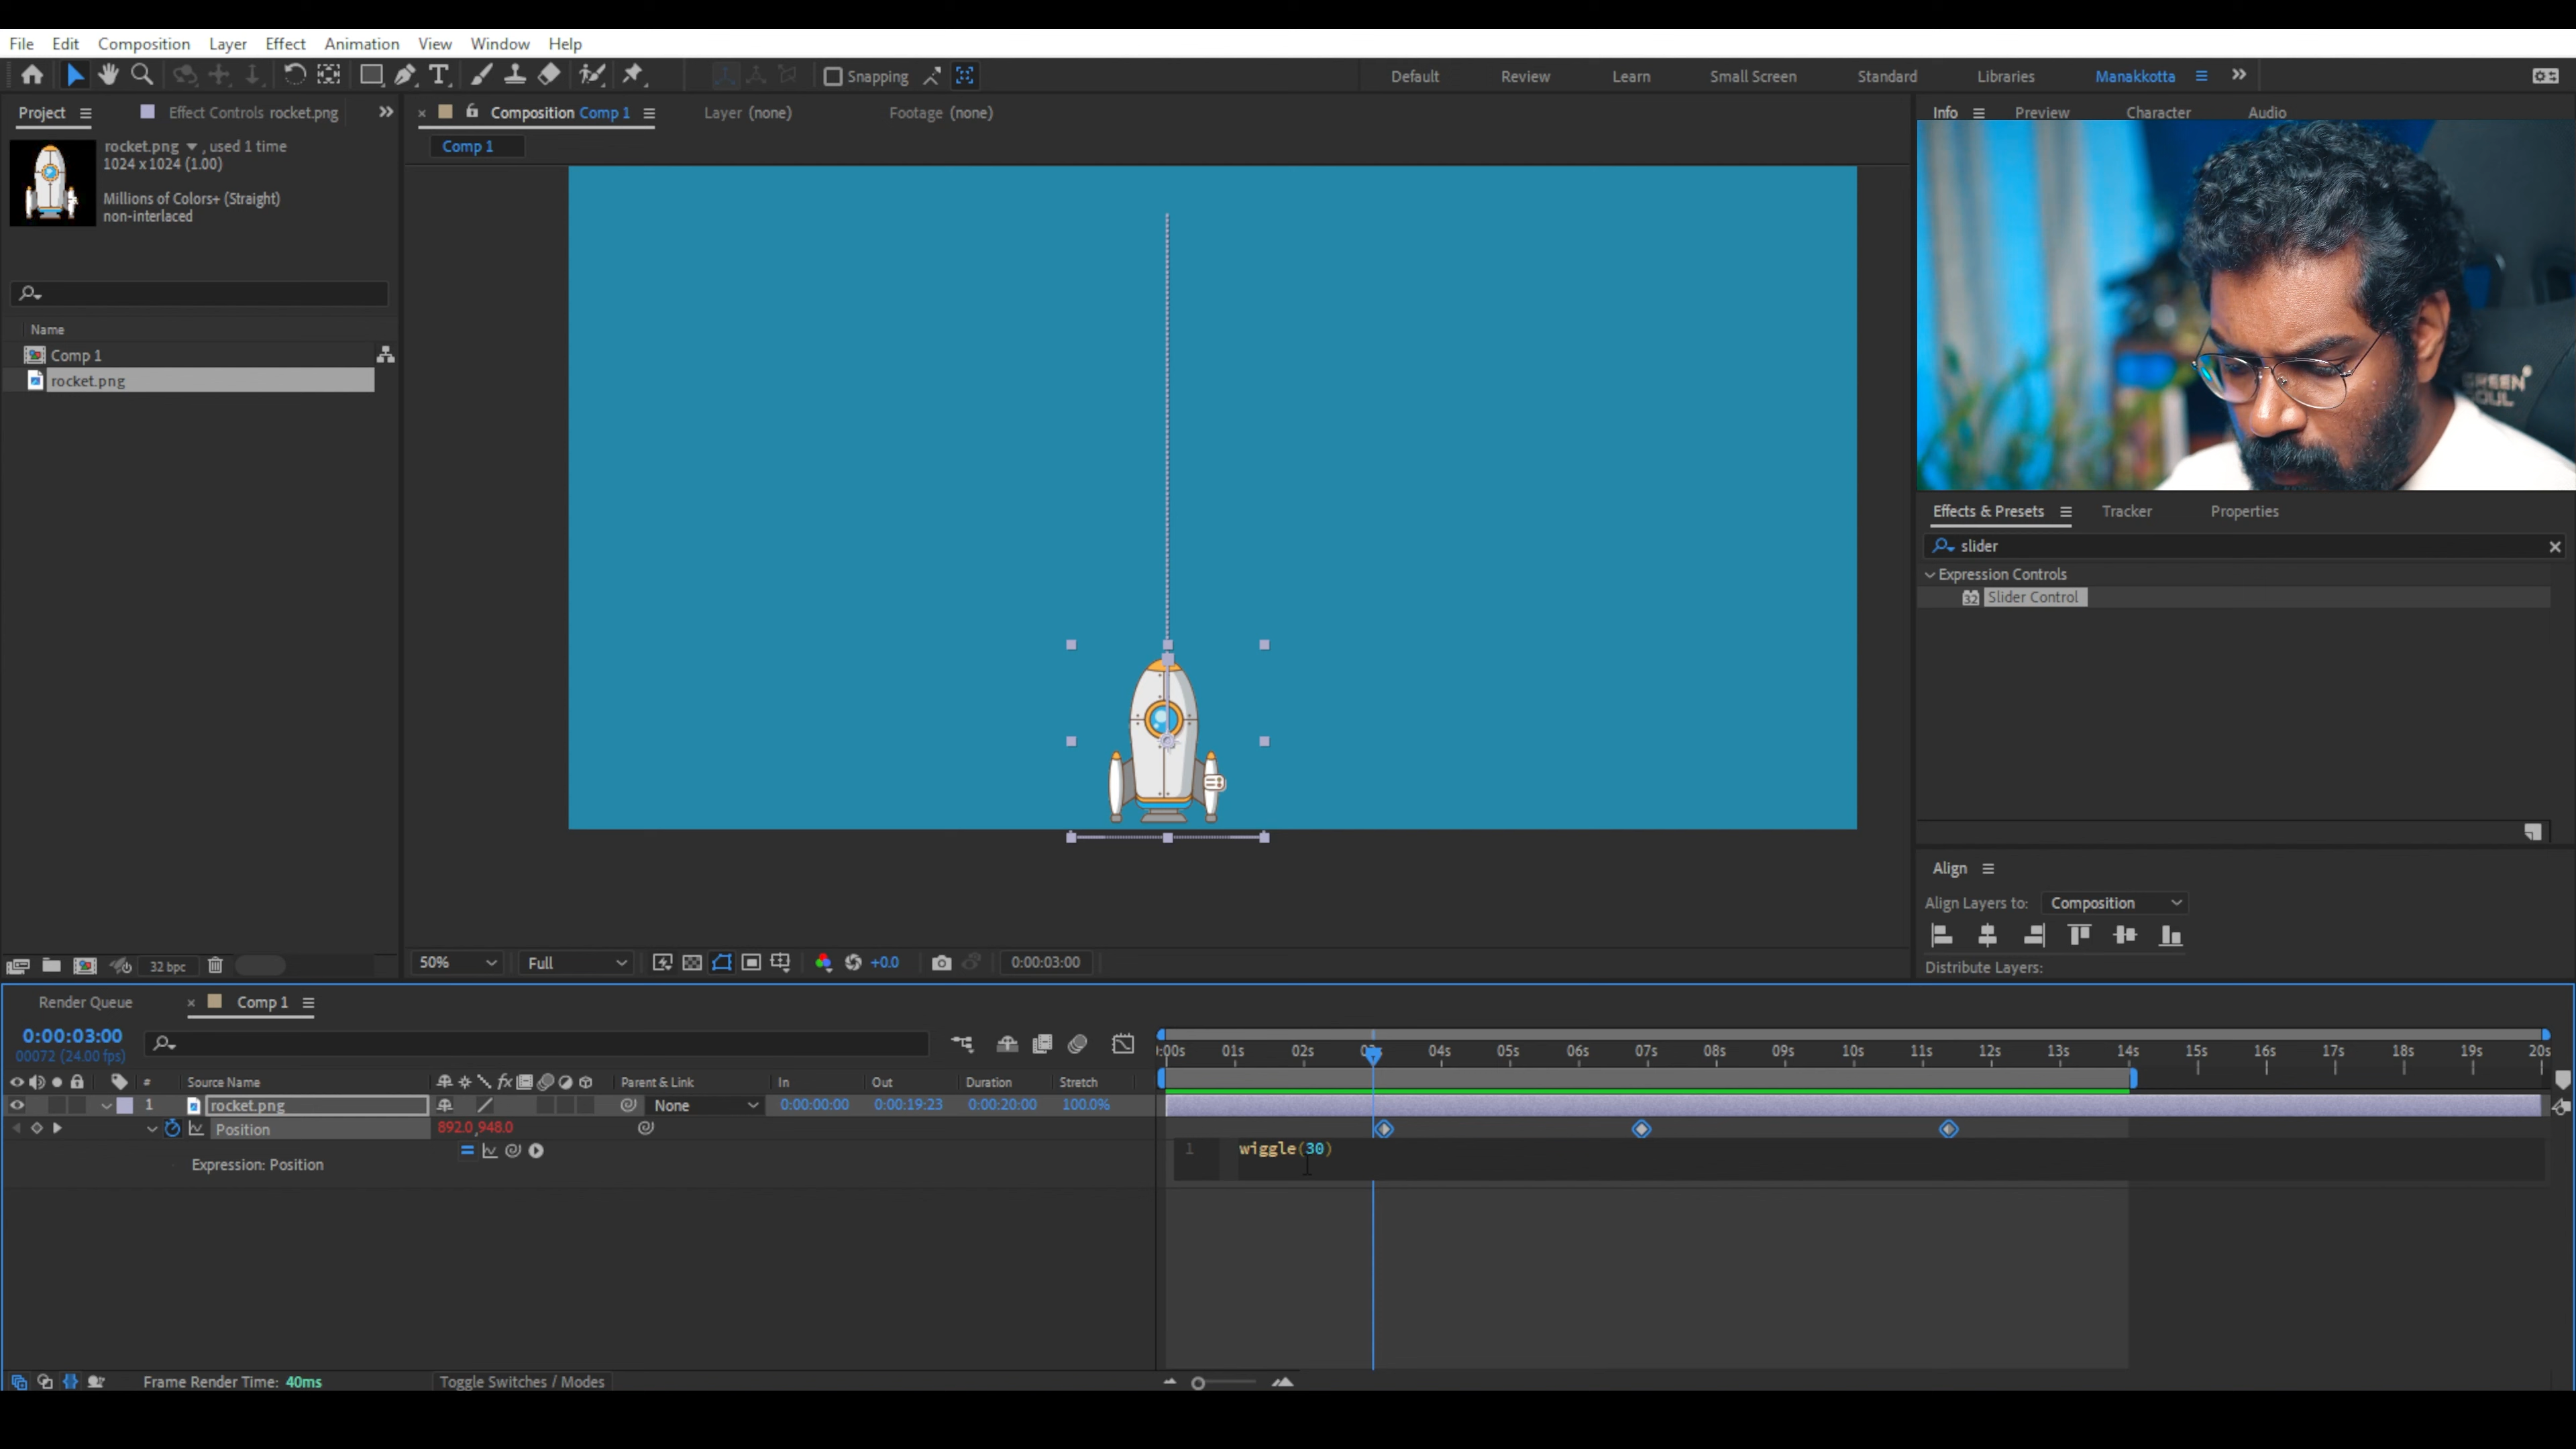 File Edit Composition Layer Effect Animation View Window Help
Snapping Default Review Learn Small Screen Standard Libraries Manakkotta
Project Effect Controls rocket.png Composition Comp 1 Layer (none) Footage (none) Info Preview Character Audio
rocket.png , used 1 time
1024 x 1024 (1.00)
Millions of Colors+ (Straight)
non-interlaced
Comp 1
Name
Comp 1
rocket.png
GREEN SOUL
Effects & Presets Tracker Properties
slider
Expression Controls
32 Slider Control
Align
Align Layers to: Composition
Distribute Layers:
32 bpc 50% Full +0.0 0:00:03:00
Render Queue Comp 1
0:00:03:00
00072 (24.00 fps)
:00s 01s 02s 04s 05s 06s 07s 08s 09s 10s 11s 12s 13s 14s 15s 16s 17s 18s 19s 20s
# Source Name fx Parent & Link In Out Duration Stretch
1 rocket.png None 0:00:00:00 0:00:19:23 0:00:20:00 100.0%
Position 892.0,948.0
1 wiggle(30)
Expression: Position
Frame Render Time: 40ms Toggle Switches / Modes